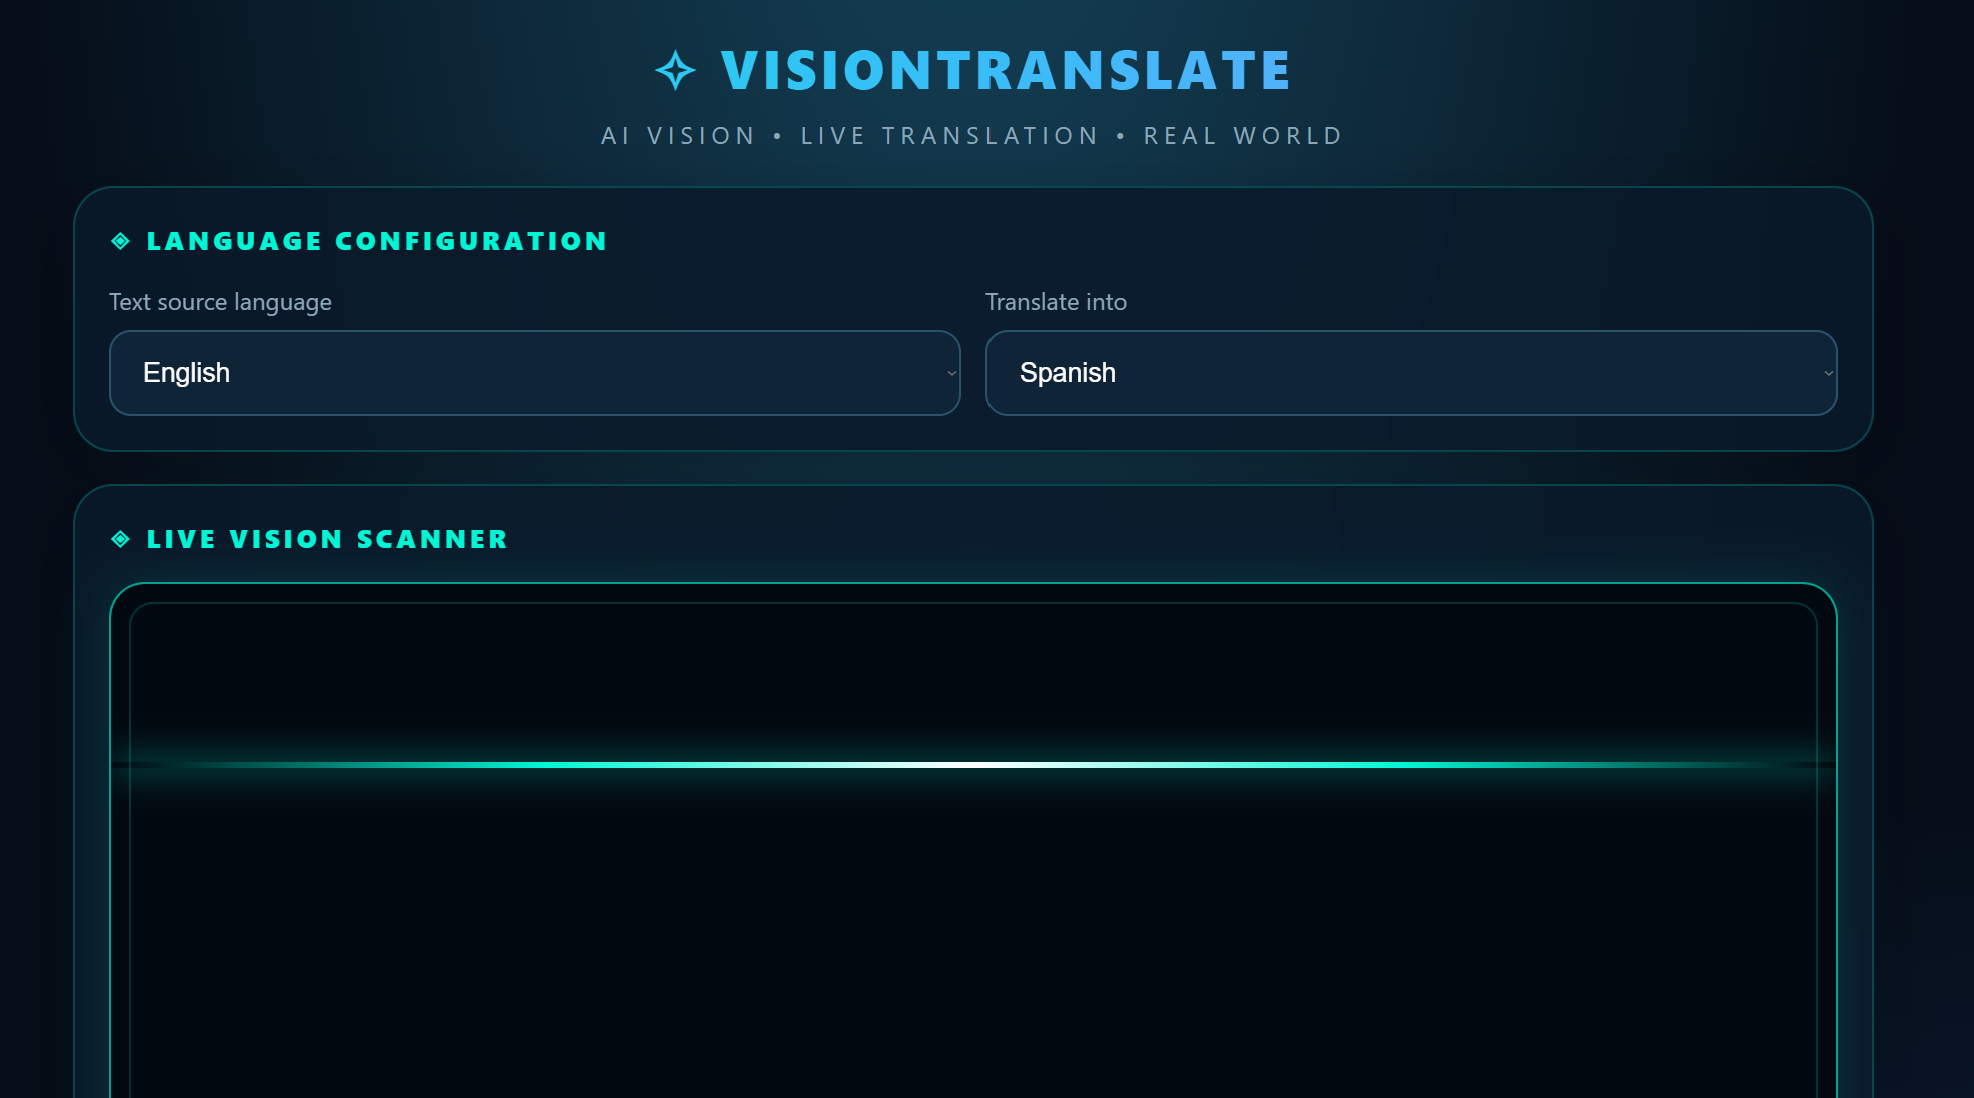 ✧ VISIONTRANSLATE
AI VISION • LIVE TRANSLATION • REAL WORLD
◈ LANGUAGE CONFIGURATION
Text source language
Translate into
English
Spanish
◈ LIVE VISION SCANNER